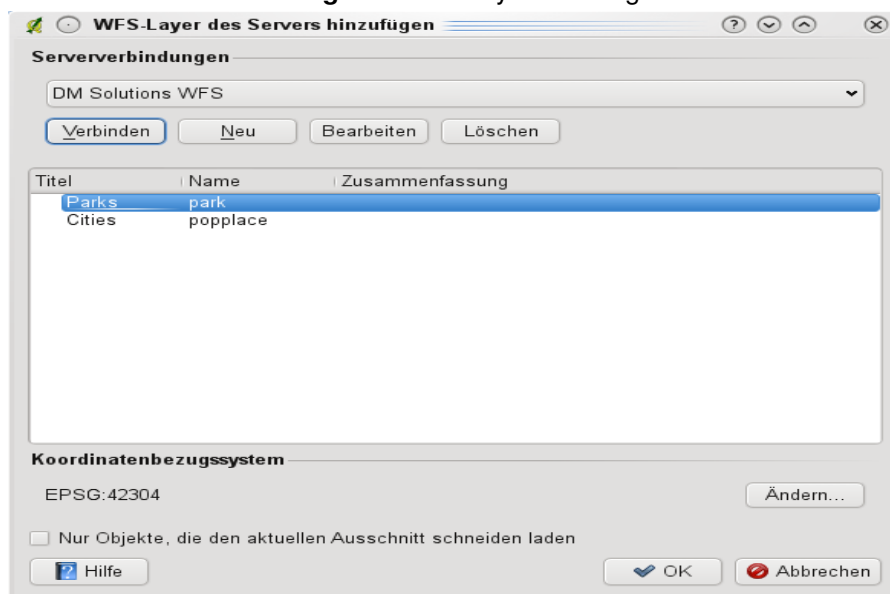 WFS-Layer des Servers hinzufügen
Serververbindungen
DM Solutions WFS
Verbinden Neu Bearbeiten Löschen
Titel Name Zusammenfassung
Parks park
Cities popplace
Koordinatenbezugssystem
EPSG:42304 Ändern...
Nur Objekte, die den aktuellen Ausschnitt schneiden laden
Hilfe OK Abbrechen